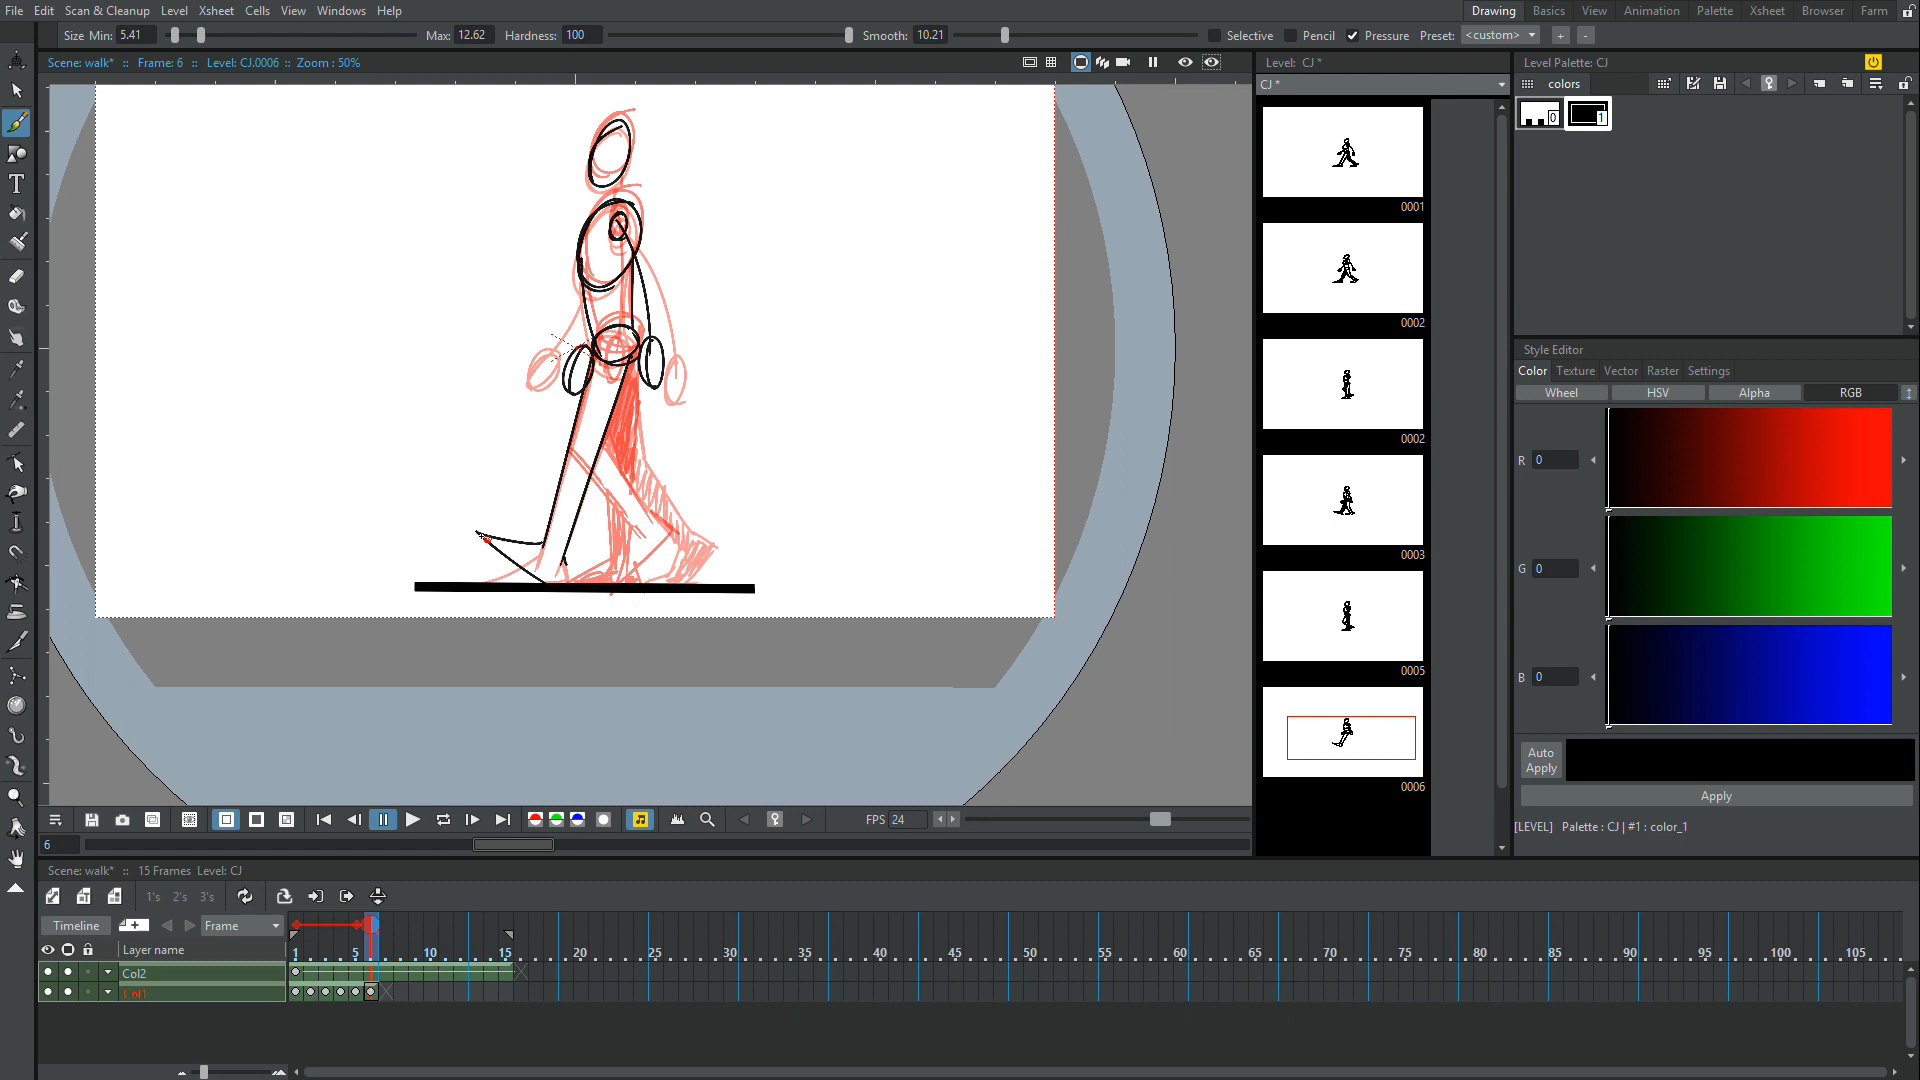 File Edit Scan & Cleanup Level Xsheet Cells View Windows Help
Drawing Basics View Animation Palette Xsheet Browser Farm
Size Min: 5.41 Max: 12.62 Hardness: 100 Smooth: 10.21 Selective Pencil Pressure Preset: <custom> + -
Scene: walk* :: Frame: 6 :: Level: CJ.0006 :: Zoom : 50%
Level: CJ *
CJ *
0001
0002
0002
0003
0005
0006
Level Palette: CJ
colors
0 1
Style Editor
Color Texture Vector Raster Settings
Wheel HSV Alpha RGB
R 0
G 0
B 0
Auto Apply
Apply
[LEVEL] Palette : CJ | #1 : color_1
FPS 24
6
Scene: walk* :: 15 Frames Level: CJ
1's 2's 3's
Timeline Frame
Layer name
1 5 10 15 20 25 30 35 40 45 50 55 60 65 70 75 80 85 90 95 100 105
Col2
Col1